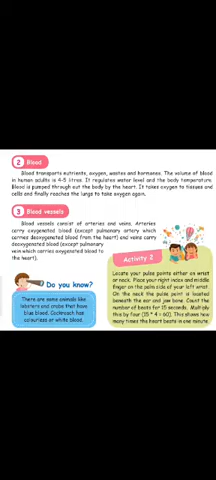 2 Blood
Blood transports nutrients, oxygen, wastes and hormones. The volume of blood
in human adults is 4-5 litres. It regulates water level and the body temperature.
Blood is pumped through out the body by the heart. It takes oxygen to tissues and
cells and finally reaches the lungs to take oxygen again.
3 Blood vessels
Blood vessels consist of arteries and veins. Arteries
carry oxygenated blood (except pulmonary artery which
carries deoxygenated blood from the heart) and veins carry
deoxygenated blood (except pulmonary
vein which carries oxygenated blood to
the heart).
Activity 2
Locate your pulse points either on wrist
or neck. Place your right index and middle
finger on the palm side of your left wrist.
On the neck the pulse point is located
beneath the ear and jaw bone. Count the
number of beats for 15 seconds. Multiply
this by four (15 * 4 = 60). This shows how
many times the heart beats in one minute.
Do you know?
There are some animals like
lobsters and crabs that have
blue blood. Cockroach has
colourless or white blood.